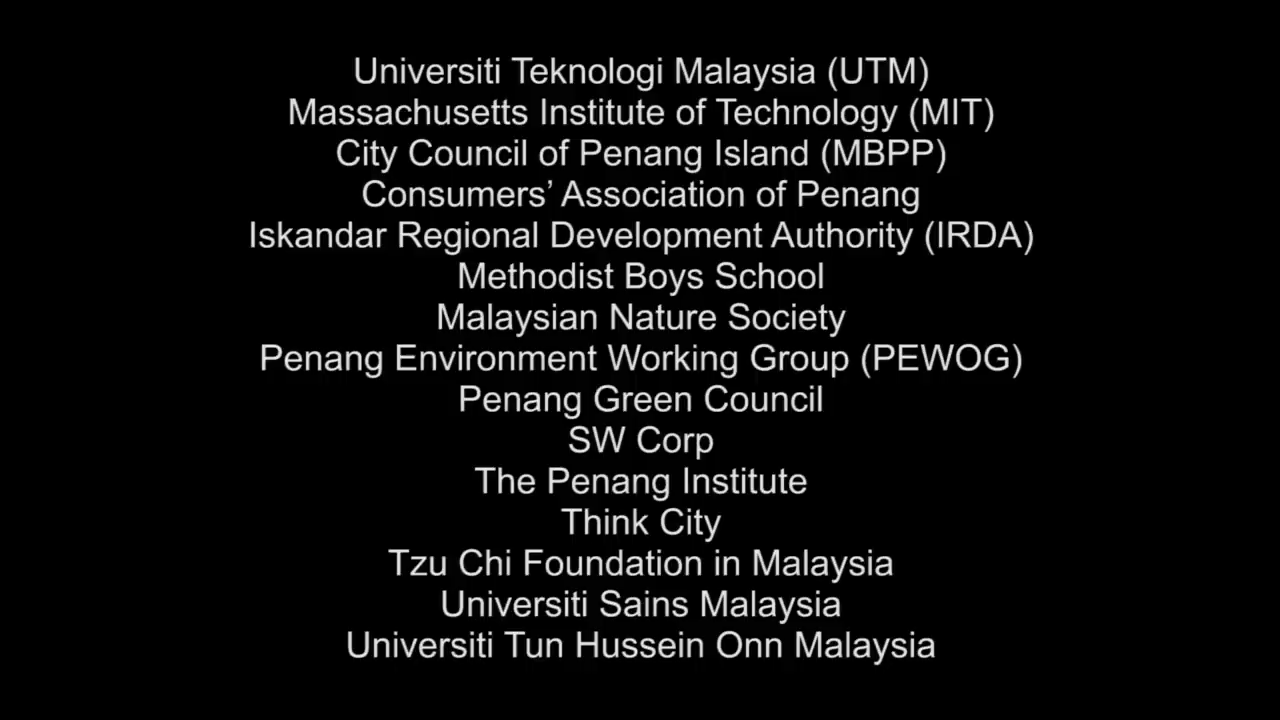 Universiti Teknologi Malaysia (UTM)
Massachusetts Institute of Technology (MIT)
City Council of Penang Island (MBPP)
Consumers’ Association of Penang
Iskandar Regional Development Authority (IRDA)
Methodist Boys School
Malaysian Nature Society
Penang Environment Working Group (PEWOG)
Penang Green Council
SW Corp
The Penang Institute
Think City
Tzu Chi Foundation in Malaysia
Universiti Sains Malaysia
Universiti Tun Hussein Onn Malaysia